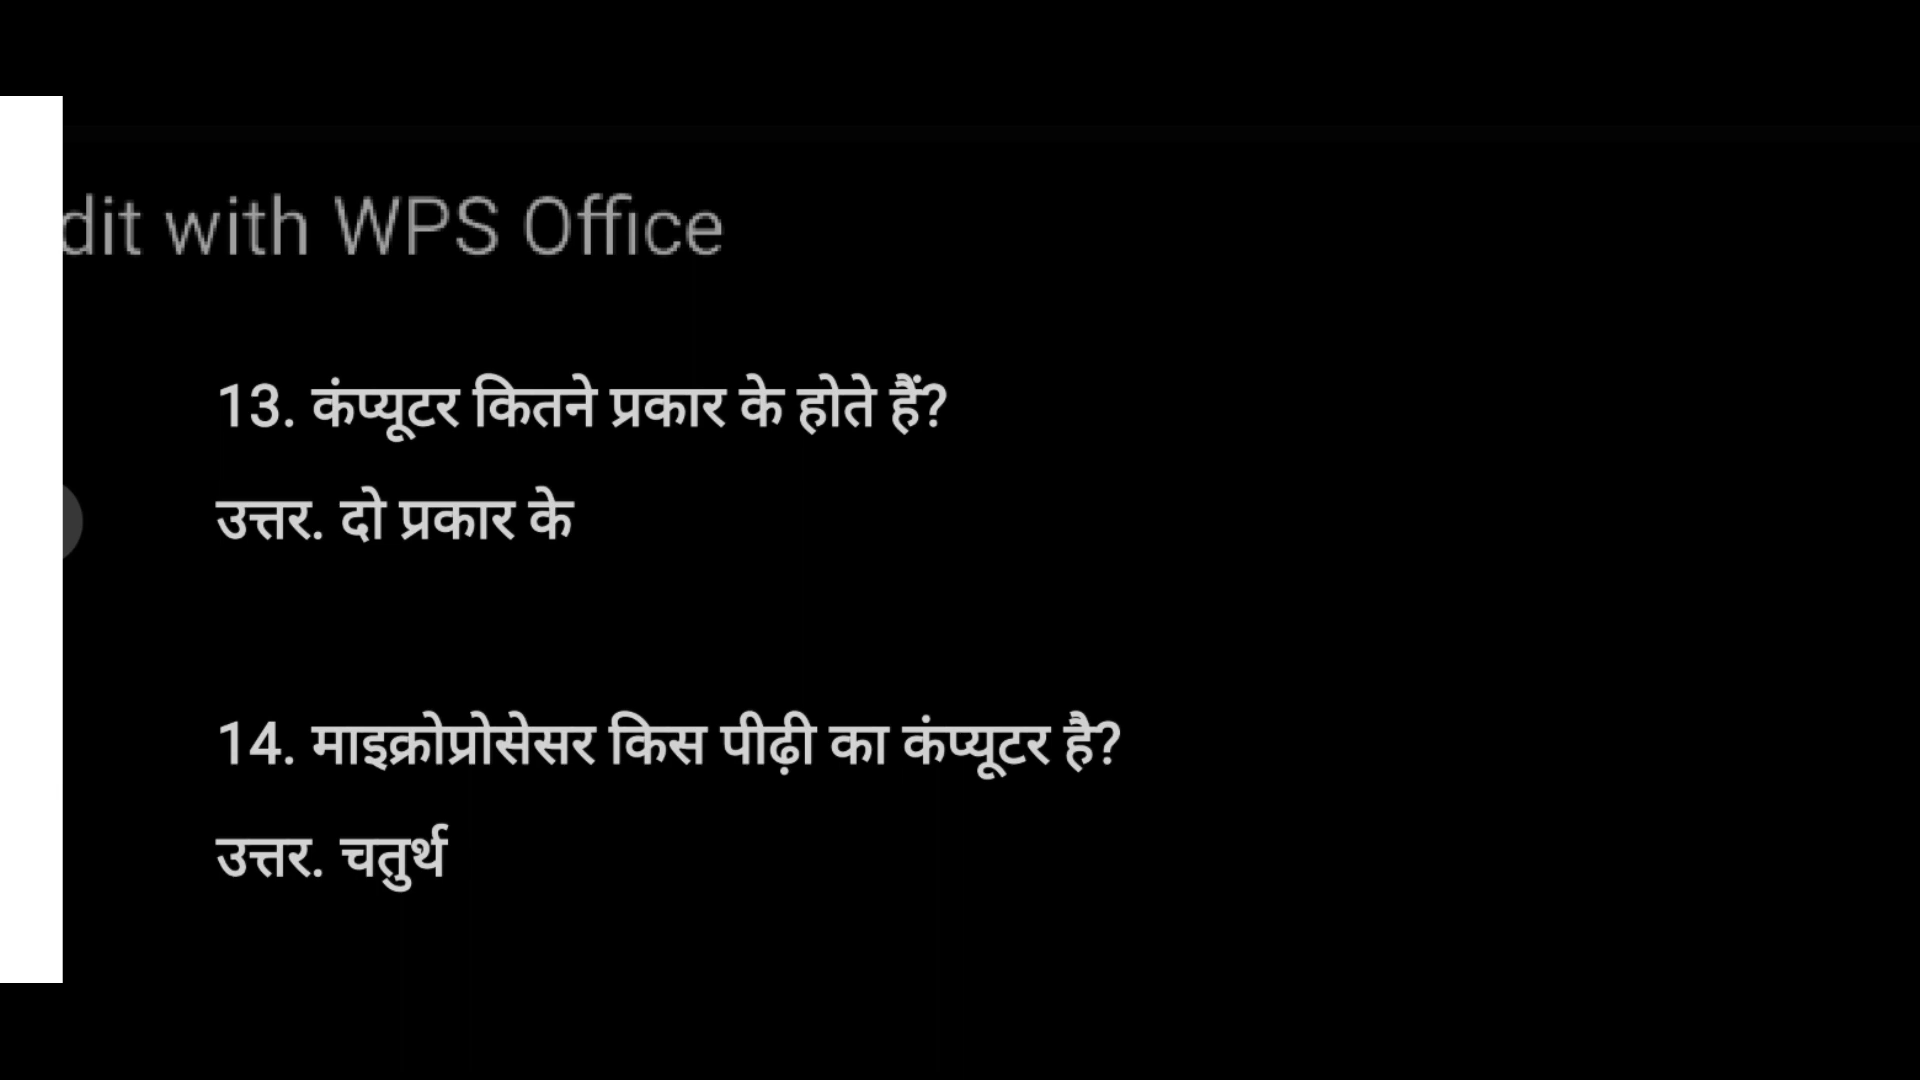 dit with WPS Office
13. कंप्यूटर कितने प्रकार के होते हैं?
उत्तर. दो प्रकार के
14. माइक्रोप्रोसेसर किस पीढ़ी का कंप्यूटर है?
उत्तर. चतुर्थ